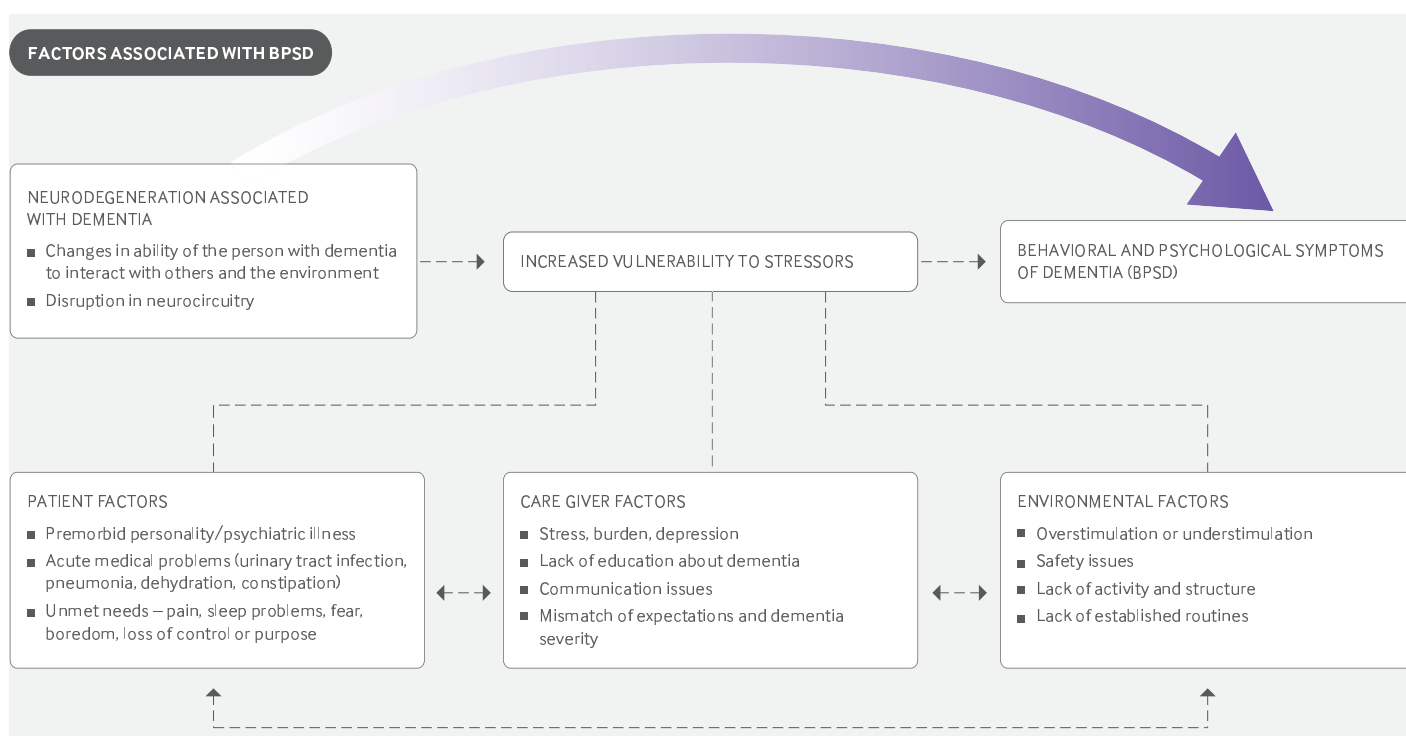 FACTORS ASSOCIATED WITH BPSD
NEURODEGENERATION ASSOCIATED
WITH DEMENTIA
■ Changes in ability of the person with dementia
to interact with others and the environment
■ Disruption in neurocircuitry
INCREASED VULNERABILITY TO STRESSORS
BEHAVIORAL AND PSYCHOLOGICAL SYMPTOMS
OF DEMENTIA (BPSD)
PATIENT FACTORS
■ Premorbid personality/psychiatric illness
■ Acute medical problems (urinary tract infection,
pneumonia, dehydration, constipation)
■ Unmet needs – pain, sleep problems, fear,
boredom, loss of control or purpose
CARE GIVER FACTORS
■ Stress, burden, depression
■ Lack of education about dementia
■ Communication issues
■ Mismatch of expectations and dementia
severity
ENVIRONMENTAL FACTORS
■ Overstimulation or understimulation
■ Safety issues
■ Lack of activity and structure
■ Lack of established routines